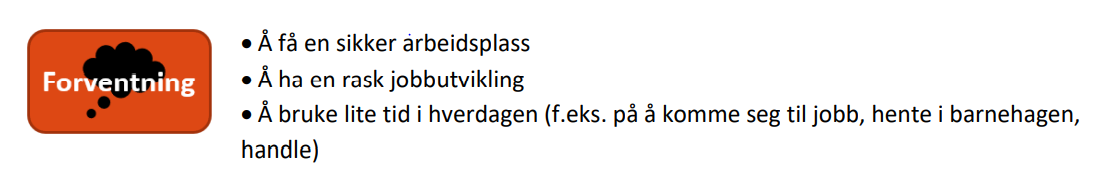 Forventning
• Å få en sikker arbeidsplass
• Å ha en rask jobbutvikling
• Å bruke lite tid i hverdagen (f.eks. på å komme seg til jobb, hente i barnehagen,
handle)